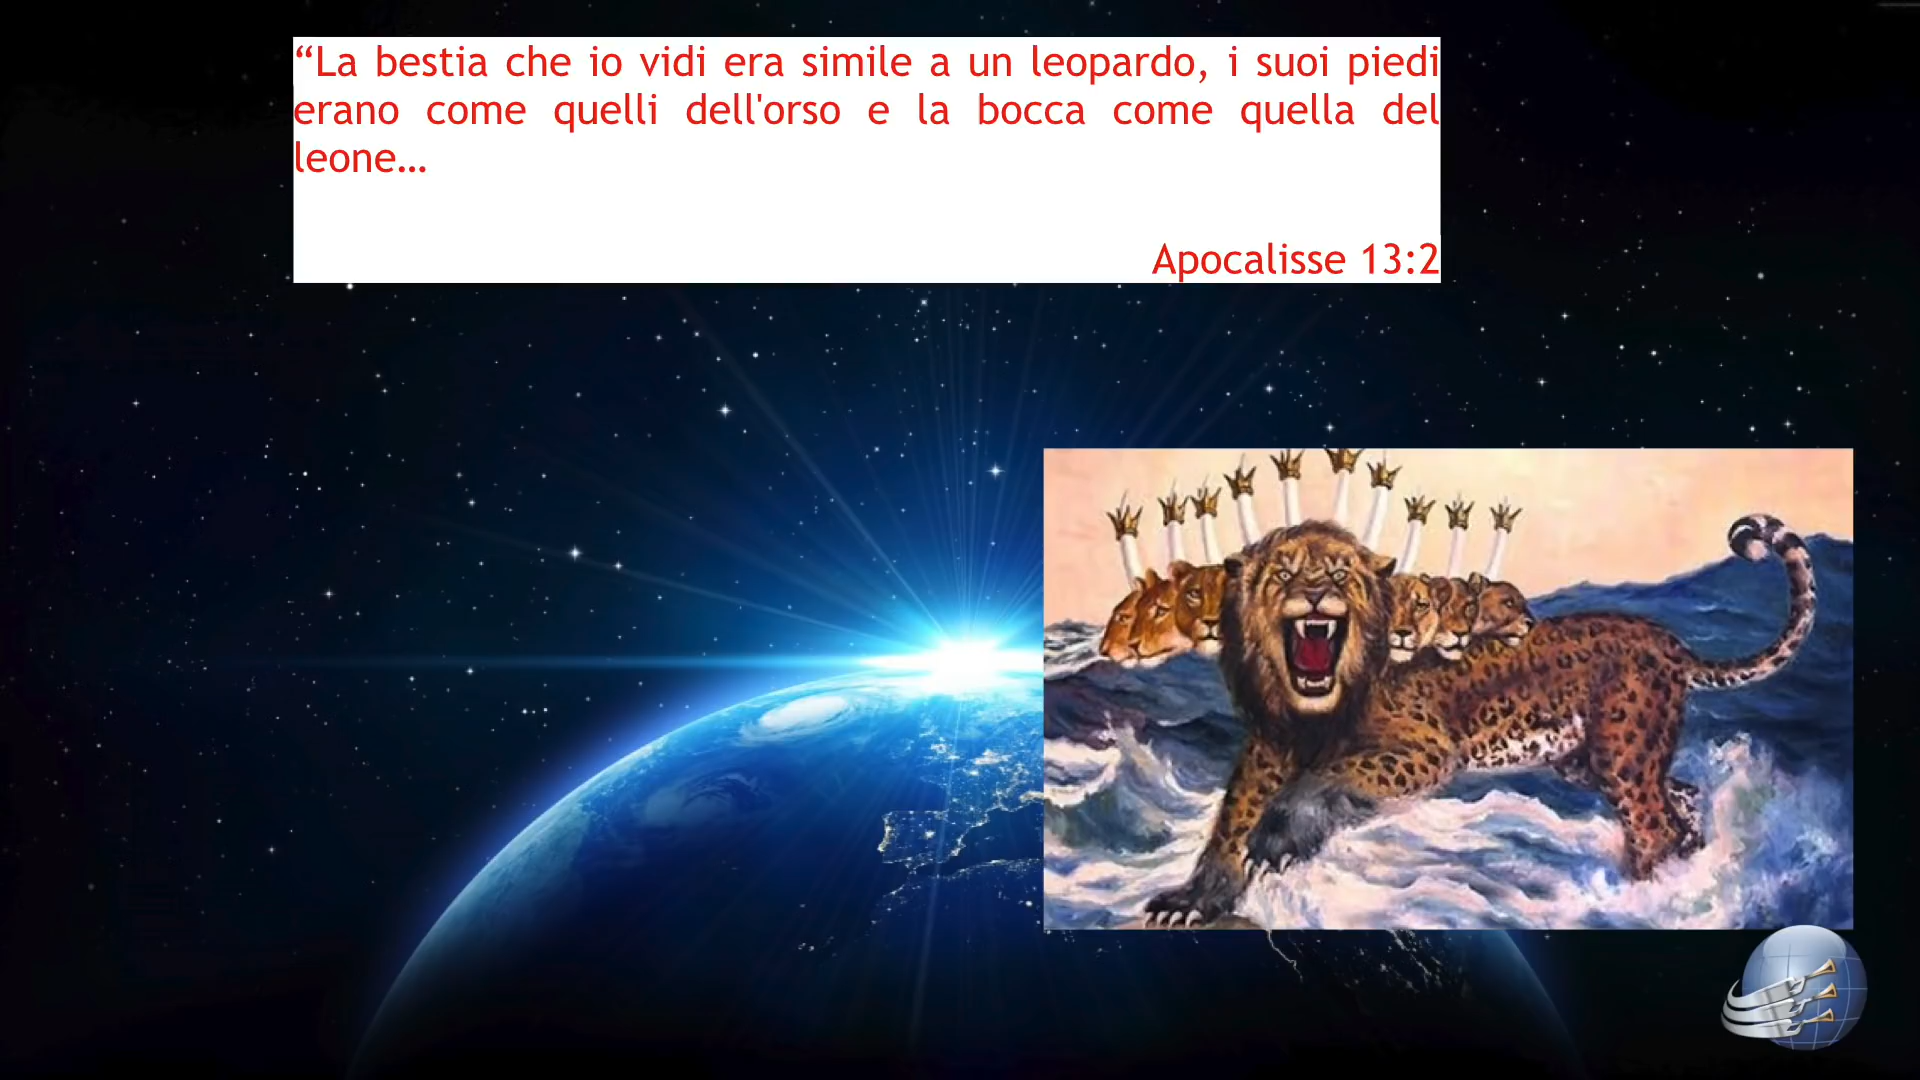 “La bestia che io vidi era simile a un leopardo, i suoi piedi
erano come quelli dell'orso e la bocca come quella del
leone…
Apocalisse 13:2